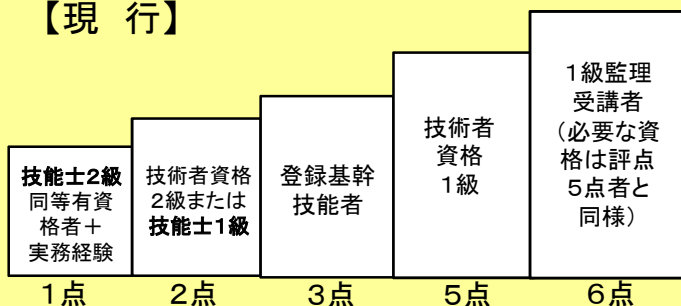 【現 行】
技能士2級
同等有資
格者＋
実務経験
技術者資格
2級または
技能士1級
登録基幹
技能者
技術者
資格
1級
1級監理
受講者
（必要な資
格は評点
5点者と
同様）
1点
2点
3点
5点
6点